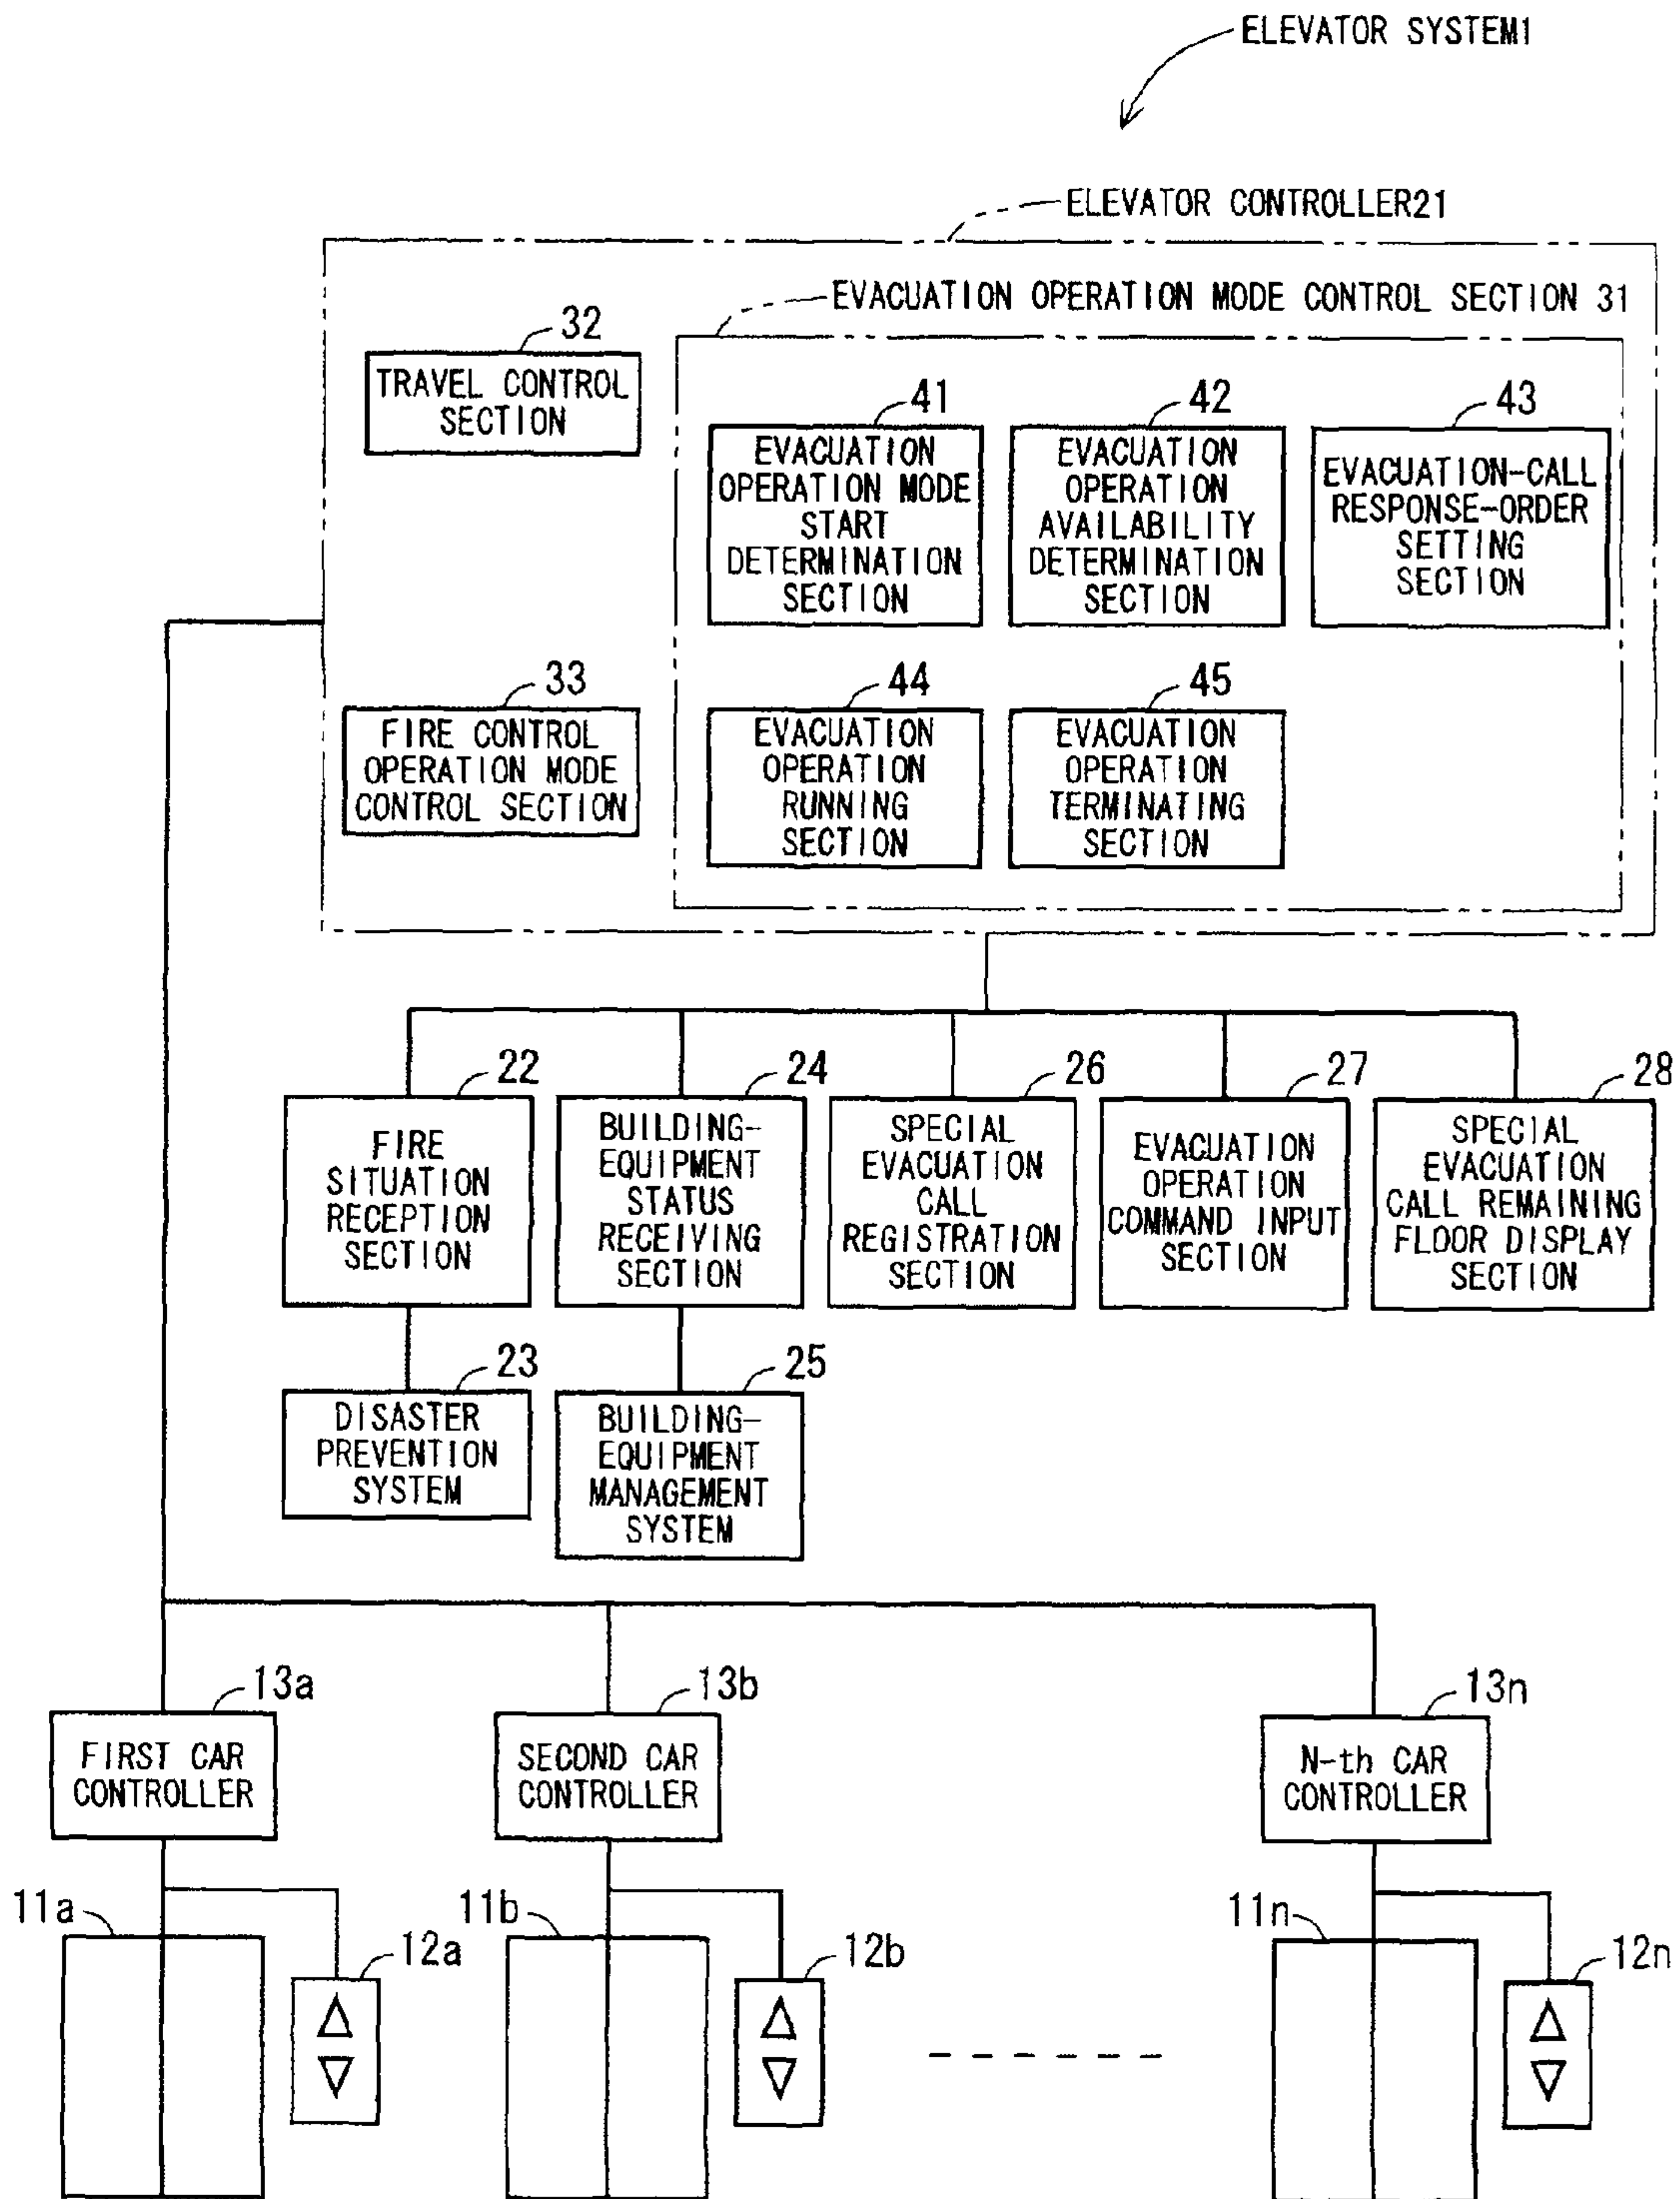 ELEVATOR SYSTEM1
ELEVATOR CONTROLLER21
EVACUATION OPERATION MODE CONTROL SECTION 31
32
TRAVEL CONTROL
SECTION
41
EVACUATION
OPERATION MODE
START
DETERMINATION
SECTION
42
EVACUATION
OPERATION
AVAILABILITY
DETERMINATION
SECTION
43
EVACUATION-CALL
RESPONSE-ORDER
SETTING
SECTION
33
FIRE CONTROL
OPERATION MODE
CONTROL SECTION
44
EVACUATION
OPERATION
RUNNING
SECTION
45
EVACUATION
OPERATION
TERMINATING
SECTION
22
FIRE
SITUATION
RECEPTION
SECTION
24
BUILDING-
EQUIPMENT
STATUS
RECEIVING
SECTION
26
SPECIAL
EVACUATION
CALL
REGISTRATION
SECTION
27
EVACUATION
OPERATION
COMMAND INPUT
SECTION
28
SPECIAL
EVACUATION
CALL REMAINING
FLOOR DISPLAY
SECTION
23
DISASTER
PREVENTION
SYSTEM
25
BUILDING-
EQUIPMENT
MANAGEMENT
SYSTEM
13a
FIRST CAR
CONTROLLER
13b
SECOND CAR
CONTROLLER
13n
N-th CAR
CONTROLLER
11a
12a
11b
12b
11n
12n